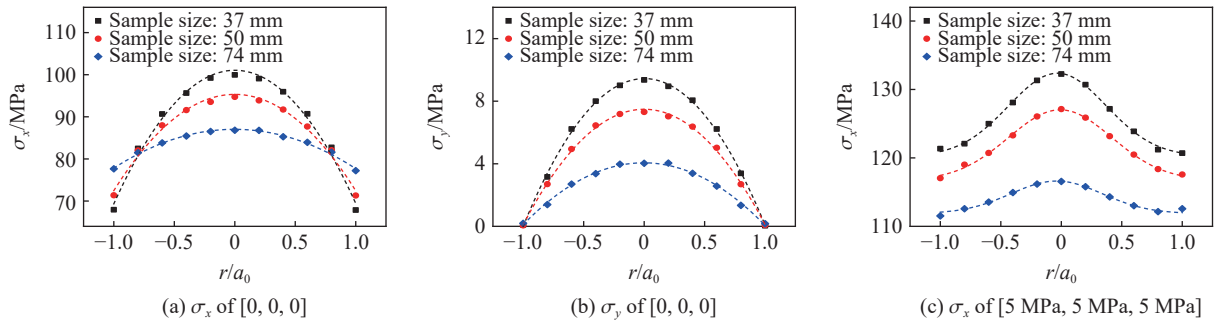 110
100
90
80
70
σx/MPa
Sample size: 37 mm
Sample size: 50 mm
Sample size: 74 mm
−1.0 −0.5 0 0.5 1.0
r/a0
(a) σx of [0, 0, 0]
12
8
4
0
σy/MPa
Sample size: 37 mm
Sample size: 50 mm
Sample size: 74 mm
−1.0 −0.5 0 0.5 1.0
r/a0
(b) σy of [0, 0, 0]
140
130
120
110
σx/MPa
Sample size: 37 mm
Sample size: 50 mm
Sample size: 74 mm
−1.0 −0.5 0 0.5 1.0
r/a0
(c) σx of [5 MPa, 5 MPa, 5 MPa]